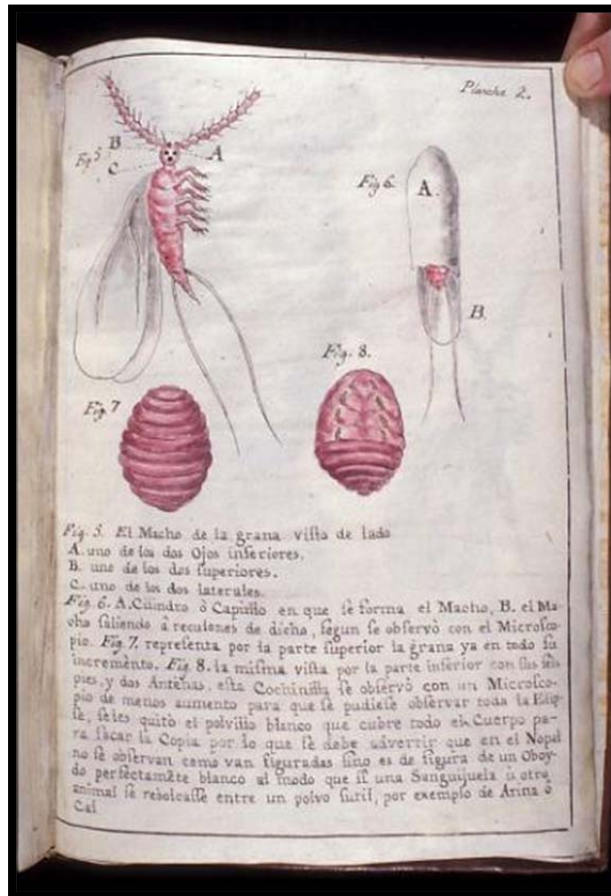 Plancha 2.
Fig 5.
B
A
C
Fig 6.
A.
B.
Fig. 7
Fig. 8.
Fig. 5. El Macho de la grana visto de lado
A. uno de los dos Ojos inferiores.
B. uno de los dos superiores.
C. uno de los dos laterales.
Fig. 6. A. Cilindro ò Capullo en que se forma el Macho, B. el Ma-
cho saliendo à reculones de dicho, segun se observò con el Microsco-
pio. Fig. 7. representa por la parte superior la grana ya en todo su
incremento. Fig. 8. la misma vista por la parte inferior con sus seis
pies, y dos Antenas, esta Cochinilla se observò con un Microsco-
pio de menos aumento para que se pudiese observar toda la Elip-
se, seles quitò el polvillo blanco que cubre todo el Cuerpo pa-
ra sacar la Copia por lo que se debe advertir que en el Nopal
no se observan como van figuradas sino es de figura de un Oboy-
de perfectamēte blanco al modo que si una Sanguijuela ù otro
animal se rebolcasse entre un polvo sutil, por exemplo de Arina ò
Cal